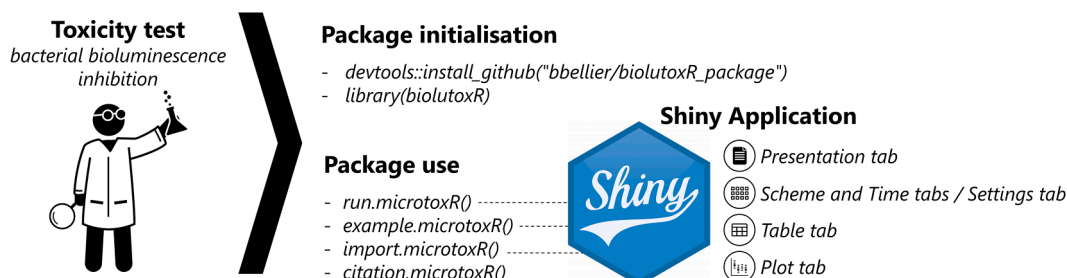 Toxicity test
bacterial bioluminescence
inhibition
Package initialisation
- devtools::install_github("bbellier/biolutoxR_package")
- library(biolutoxR)
Package use
- run.microtoxR()
- example.microtoxR()
- import.microtoxR()
- citation.microtoxR()
Shiny Application
Shiny
Presentation tab
Scheme and Time tabs / Settings tab
Table tab
Plot tab